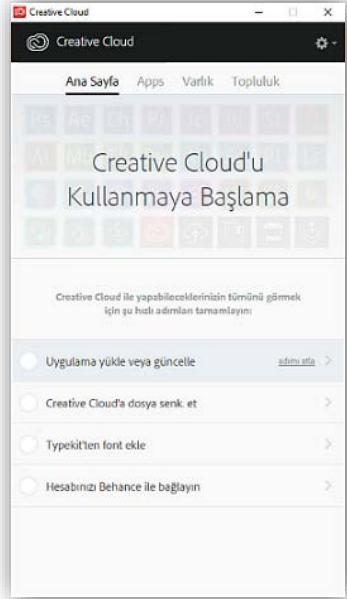 Creative Cloud
Creative Cloud
Ana Sayfa Apps Varlık Topluluk
Creative Cloud'u
Kullanmaya Başlama
Creative Cloud ile yapabileceklerinizin tümünü görmek
için şu hızlı adımları tamamlayın:
Uygulama yükle veya güncelle adımı atla
Creative Cloud'a dosya senk. et
Typekit'ten font ekle
Hesabınızı Behance ile bağlayın